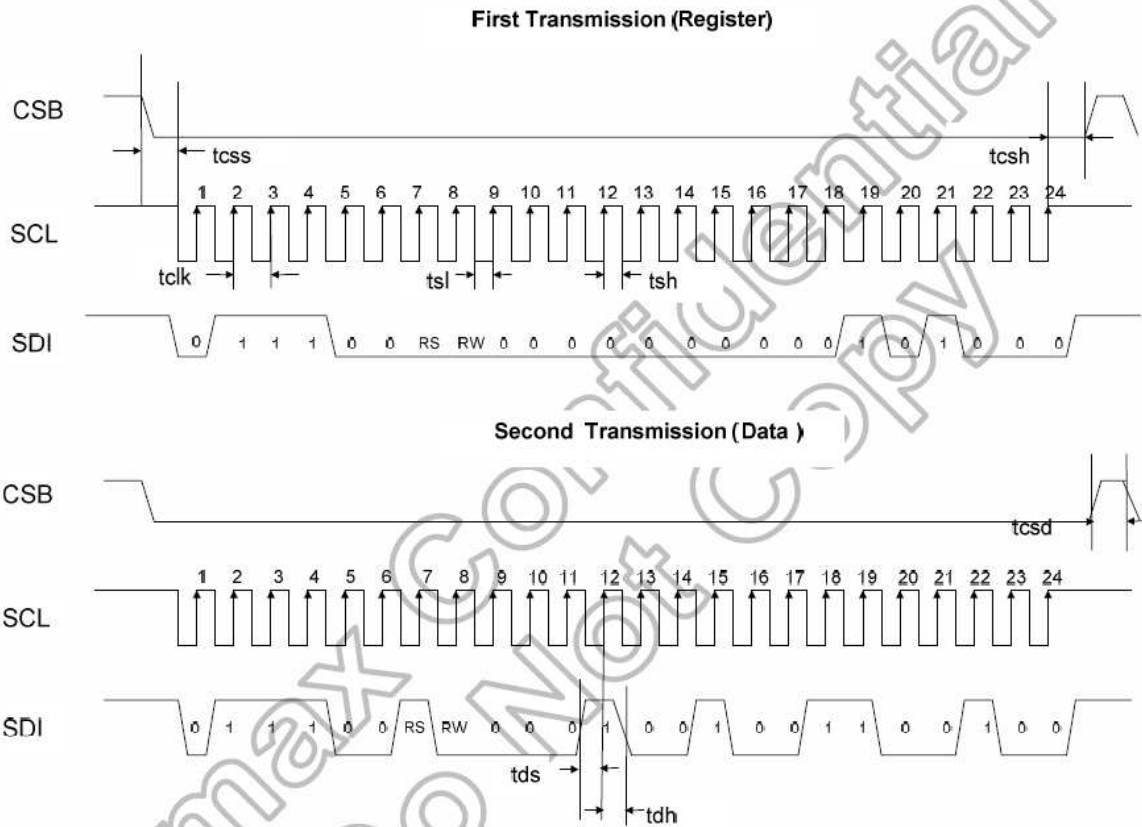 First Transmission (Register)
CSB
tcss
tcsh
1 2 3 4 5 6 7 8 9 10 11 12 13 14 15 16 17 18 19 20 21 22 23 24
SCL
tclk
tsl
tsh
SDI
0 1 1 1 0 0 RS RW 0 0 0 0 0 0 0 0 0 0 1 0 1 0 0 0
Second Transmission (Data )
CSB
tcsd
1 2 3 4 5 6 7 8 9 10 11 12 13 14 15 16 17 18 19 20 21 22 23 24
SCL
SDI
0 1 1 1 0 0 RS RW 0 0 0 1 0 0 1 0 0 1 1 0 0 1 0 0
tds
tdh
max Confidential
Do Not Copy